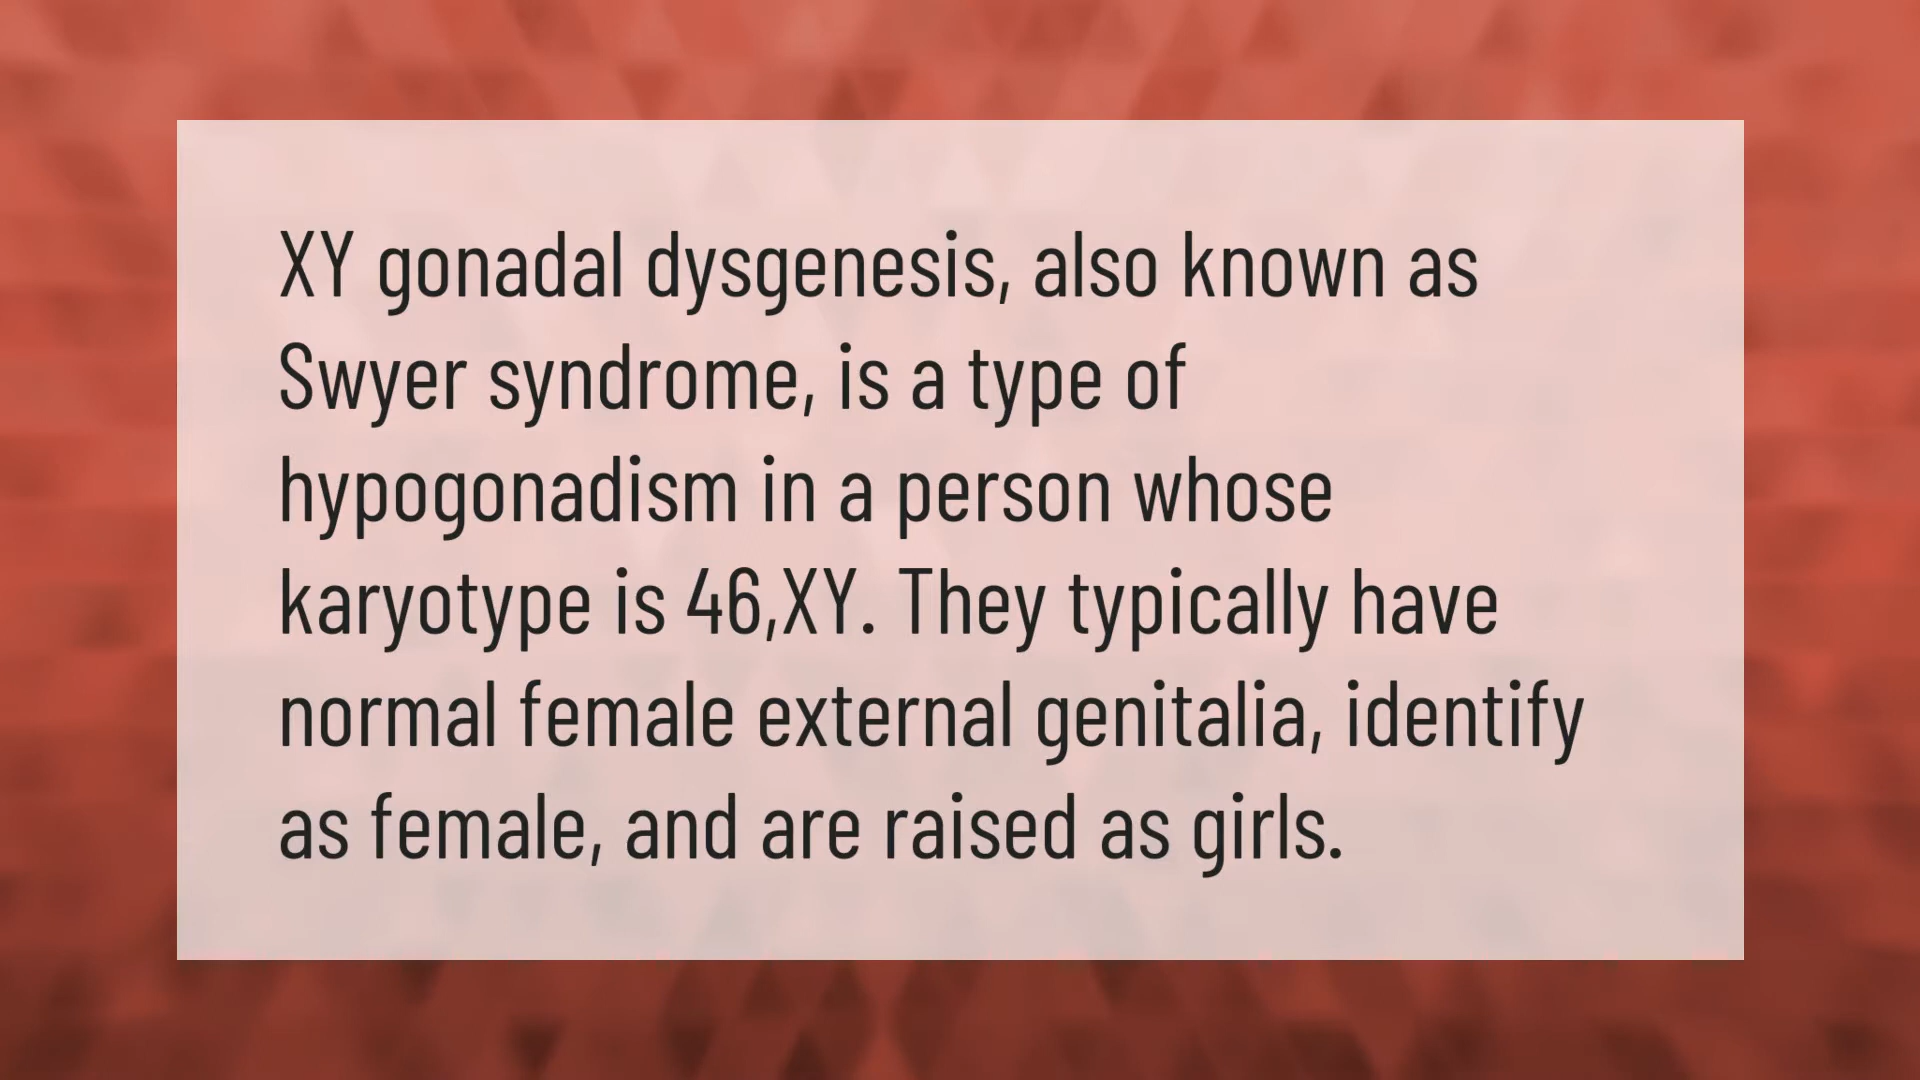 XY gonadal dysgenesis, also known as
Swyer syndrome, is a type of
hypogonadism in a person whose
karyotype is 46,XY. They typically have
normal female external genitalia, identify
as female, and are raised as girls.